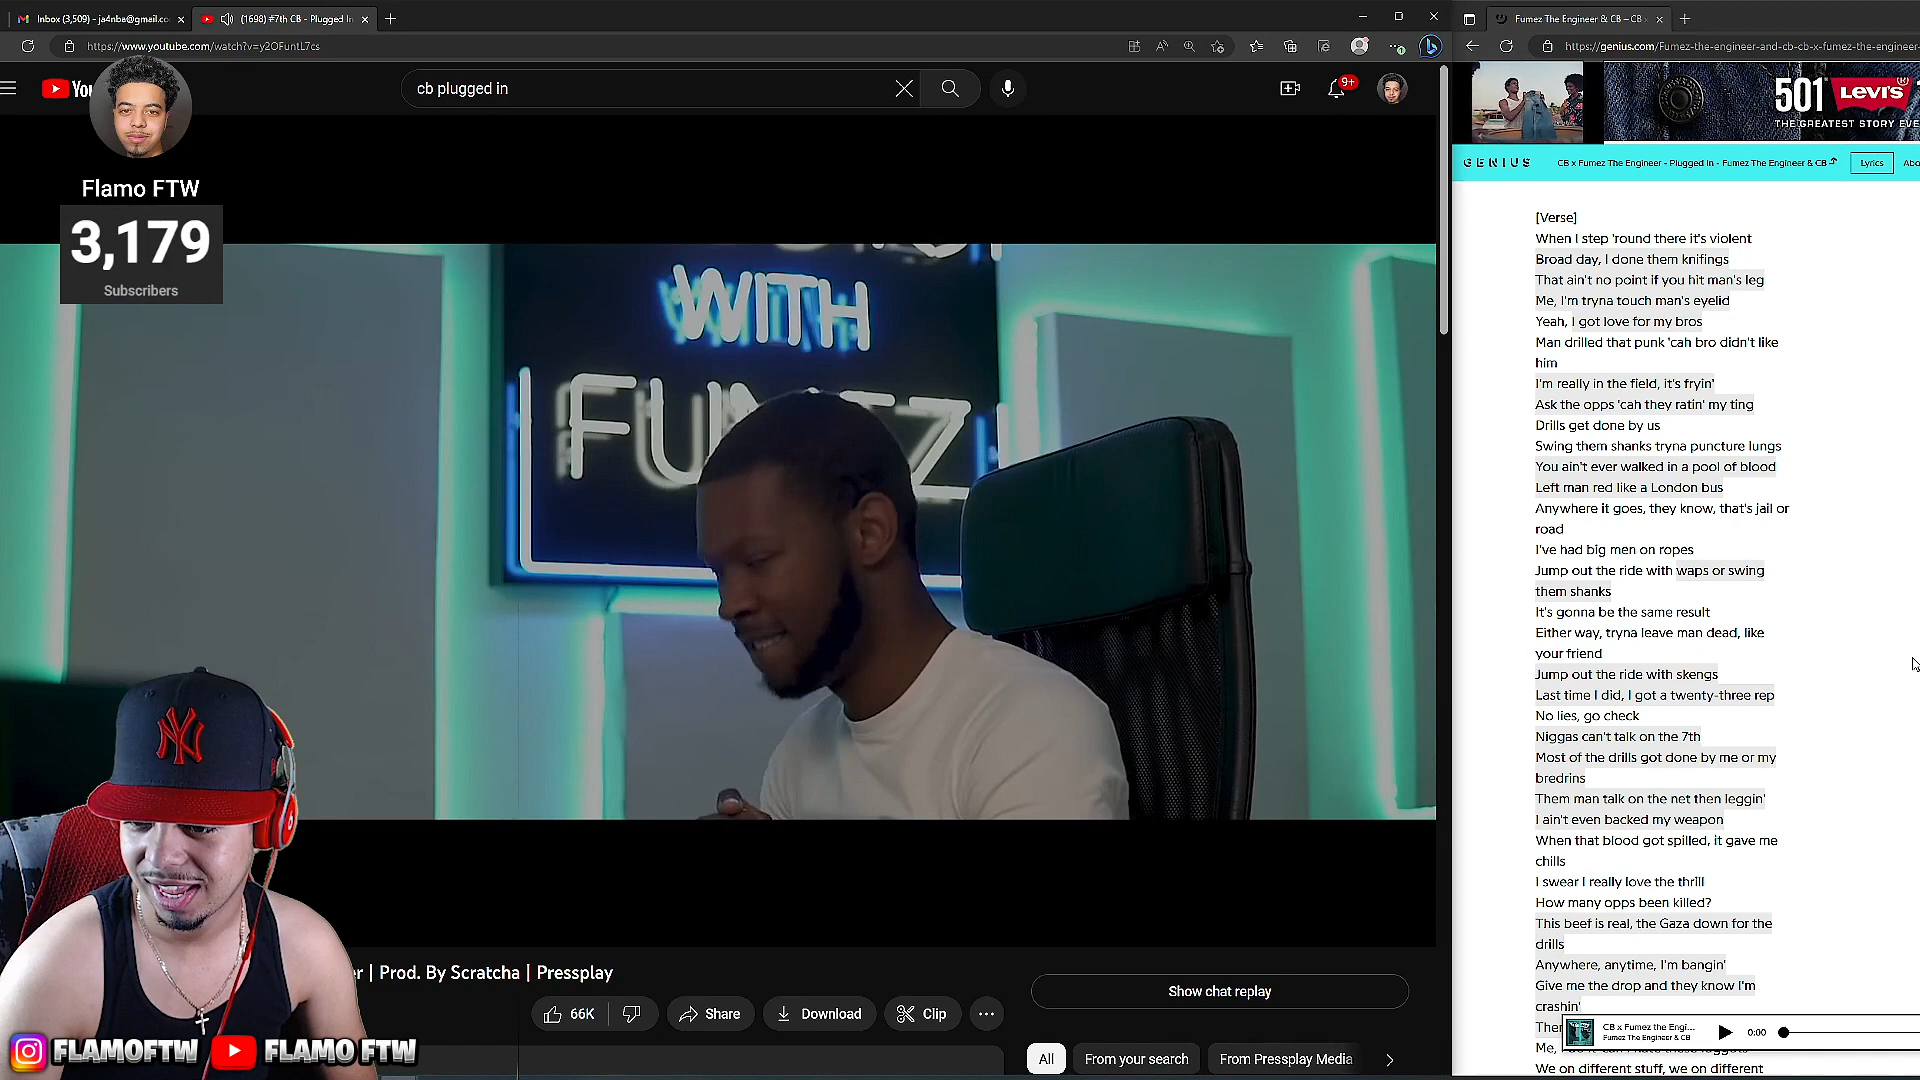 Inbox (3,509) - ja4nba@gmail.co
(1698) #7th CB - Plugged In
Fumez The Engineer & CB – CB x
https://www.youtube.com/watch?v=y2OFuntL7cs
https://genius.com/Fumez-the-engineer-and-cb-cb-x-fumez-the-engineer-
You
cb plugged in
9+
501 LEVI'S
THE GREATEST STORY EVE
GENIUS
CB x Fumez The Engineer - Plugged In - Fumez The Engineer & CB
Lyrics
Abo
Flamo FTW
3,179
Subscribers
WITH
FUMEZ
[Verse]
When I step 'round there it's violent
Broad day, I done them knifings
That ain't no point if you hit man's leg
Me, I'm tryna touch man's eyelid
Yeah, I got love for my bros
Man drilled that punk 'cah bro didn't like
him
I'm really in the field, it's fryin'
Ask the opps 'cah they ratin' my ting
Drills get done by us
Swing them shanks tryna puncture lungs
You ain't ever walked in a pool of blood
Left man red like a London bus
Anywhere it goes, they know, that's jail or
road
I've had big men on ropes
Jump out the ride with waps or swing
them shanks
It's gonna be the same result
Either way, tryna leave man dead, like
your friend
Jump out the ride with skengs
Last time I did, I got a twenty-three rep
No lies, go check
Niggas can't talk on the 7th
Most of the drills got done by me or my
bredrins
Them man talk on the net then leggin'
I ain't even backed my weapon
When that blood got spilled, it gave me
chills
I swear I really love the thrill
How many opps been killed?
This beef is real, the Gaza down for the
drills
Anywhere, anytime, I'm bangin'
Give me the drop and they know I'm
crashin'
Ther
Me,
We on different stuff, we on different
CB x Fumez the Engi...
Fumez The Engineer & CB
0:00
er | Prod. By Scratcha | Pressplay
66K
Share
Download
Clip
Show chat replay
All
From your search
From Pressplay Media
NY
FLAMOFTW
FLAMO FTW